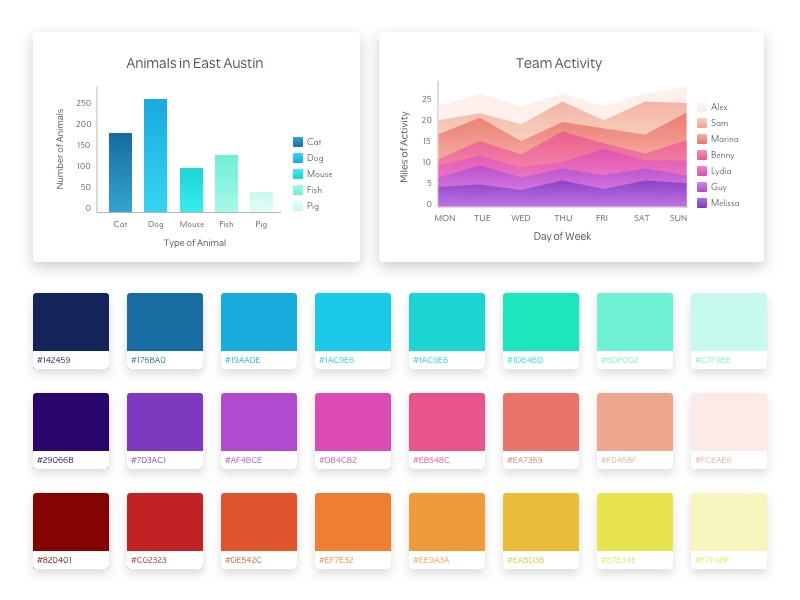 Animals in East Austin
Number of Animals
250
200
150
100
50
0
Cat
Dog
Mouse
Fish
Pig
Type of Animal
Cat
Dog
Mouse
Fish
Pig
Team Activity
Miles of Activity
25
20
15
10
5
0
MON
TUE
WED
THU
FRI
SAT
SUN
Day of Week
Alex
Sam
Marina
Benny
Lydia
Guy
Melissa
#142459
#176BA0
#19AADE
#1AC9E6
#1AC9E6
#1DE4BD
#6DF0D2
#C7F9EE
#29066B
#7D3AC1
#AF4BCE
#DB4CB2
#EB548C
#EA7369
#F0A58F
#FCEAE6
#820401
#C02323
#DE542C
#EF7E32
#EE9A3A
#EABD3B
#E7E34E
#F7F4BF